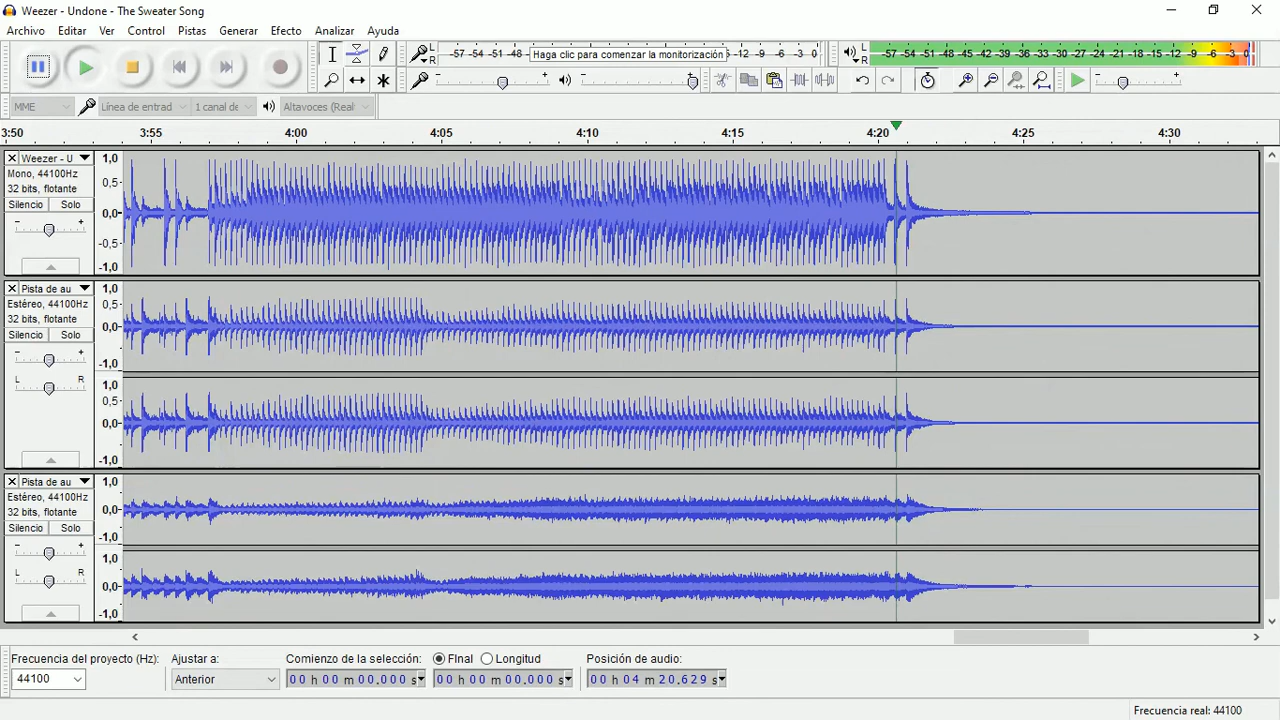 Weezer - Undone - The Sweater Song
Archivo Editar Ver Control Pistas Generar Efecto Analizar Ayuda
L R -57 -54 -51 -48 Haga clic para comenzar la monitorización -12 -9 -6 -3 0 L R -57 -54 -51 -48 -45 -42 -39 -36 -33 -30 -27 -24 -21 -18 -15 -12 -9 -6 -3 0
- + - + - +
MME Línea de entrad 1 canal de Altavoces (Real
3:50 3:55 4:00 4:05 4:10 4:15 4:20 4:25 4:30
Weezer - U 1,0
Mono, 44100Hz
32 bits, flotante 0,5
Silencio Solo 0,0
- +
-0,5
-1,0
Pista de au 1,0
Estéreo, 44100Hz 0,5
32 bits, flotante 0,0
Silencio Solo
- + -1,0
L R 1,0
0,5
0,0
-1,0
Pista de au 1,0
Estéreo, 44100Hz
32 bits, flotante 0,0
Silencio Solo -1,0
- + 1,0
L R 0,0
-1,0
Frecuencia del proyecto (Hz): Ajustar a: Comienzo de la selección: FInal Longitud Posición de audio:
44100 Anterior 00 h 00 m 00.000 s 00 h 00 m 00.000 s 00 h 04 m 20.629 s
Frecuencia real: 44100